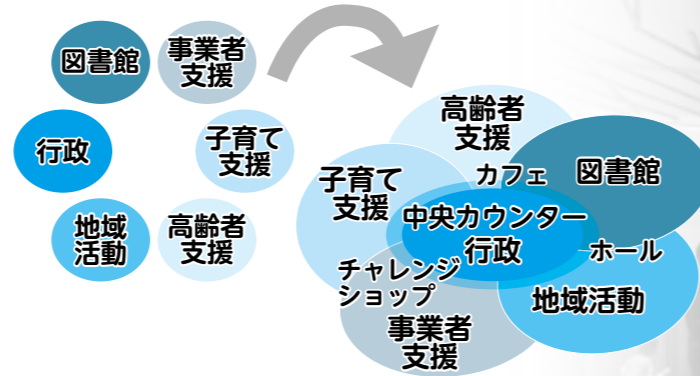 図書館
事業者
支援
行政
子育て
支援
地域
活動
高齢者
支援
高齢者
支援
カフェ
図書館
子育て
支援
中央カウンター
行政
ホール
チャレンジ
ショップ
地域活動
事業者
支援